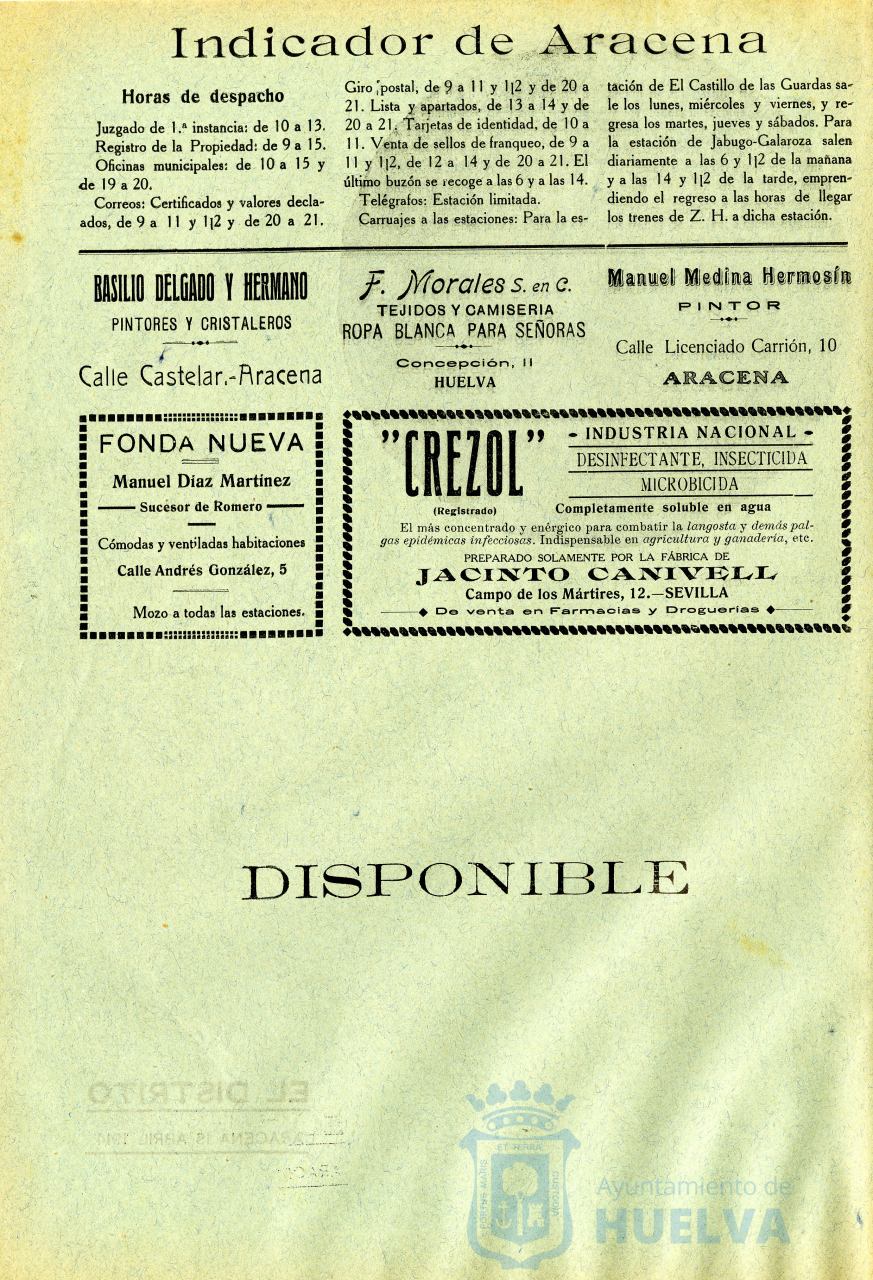 Indicador de Aracena
Horas de despacho
Juzgado de 1.ª instancia: de 10 a 13.
Registro de la Propiedad: de 9 a 15.
Oficinas municipales: de 10 a 15 y
de 19 a 20.
Correos: Certificados y valores decla-
ados, de 9 a 11 y 1|2 y de 20 a 21.
Giro postal, de 9 a 11 y 1|2 y de 20 a
21. Lista y apartados, de 13 a 14 y de
20 a 21. Tarjetas de identidad, de 10 a
11. Venta de sellos de franqueo, de 9 a
11 y 1|2, de 12 a 14 y de 20 a 21. El
último buzón se recoge a las 6 y a las 14.
Telégrafos: Estación limitada.
Carruajes a las estaciones: Para la es-
tación de El Castillo de las Guardas sa-
le los lunes, miércoles y viernes, y re-
gresa los martes, jueves y sábados. Para
la estación de Jabugo-Galaroza salen
diariamente a las 6 y 1|2 de la mañana
y a las 14 y 1|2 de la tarde, empren-
diendo el regreso a las horas de llegar
los trenes de Z. H. a dicha estación.
BASILIO DELGADO Y HERMANO
PINTORES Y CRISTALEROS
Calle Castelar.-Aracena
F. Morales S. en C.
TEJIDOS Y CAMISERIA
ROPA BLANCA PARA SEÑORAS
Concepción, 11
HUELVA
Manuel Medina Hermosín
PINTOR
Calle Licenciado Carrión, 10
ARACENA
FONDA NUEVA
Manuel Díaz Martínez
Sucesor de Romero
Cómodas y ventiladas habitaciones
Calle Andrés González, 5
Mozo a todas las estaciones.
"CREZOL"
(Registrado)
- INDUSTRIA NACIONAL -
DESINFECTANTE, INSECTICIDA
MICROBICIDA
Completamente soluble en agua
El más concentrado y enérgico para combatir la langosta y demás pal-
gas epidémicas infecciosas. Indispensable en agricultura y ganadería, etc.
PREPARADO SOLAMENTE POR LA FÁBRICA DE
JACINTO CANIVELL
Campo de los Mártires, 12.—SEVILLA
De venta en Farmacias y Droguerías
DISPONIBLE
EL DISTRITO
PORTUS MARIS ET TERRÆ CUSTODIA
Ayuntamiento de
HUELVA